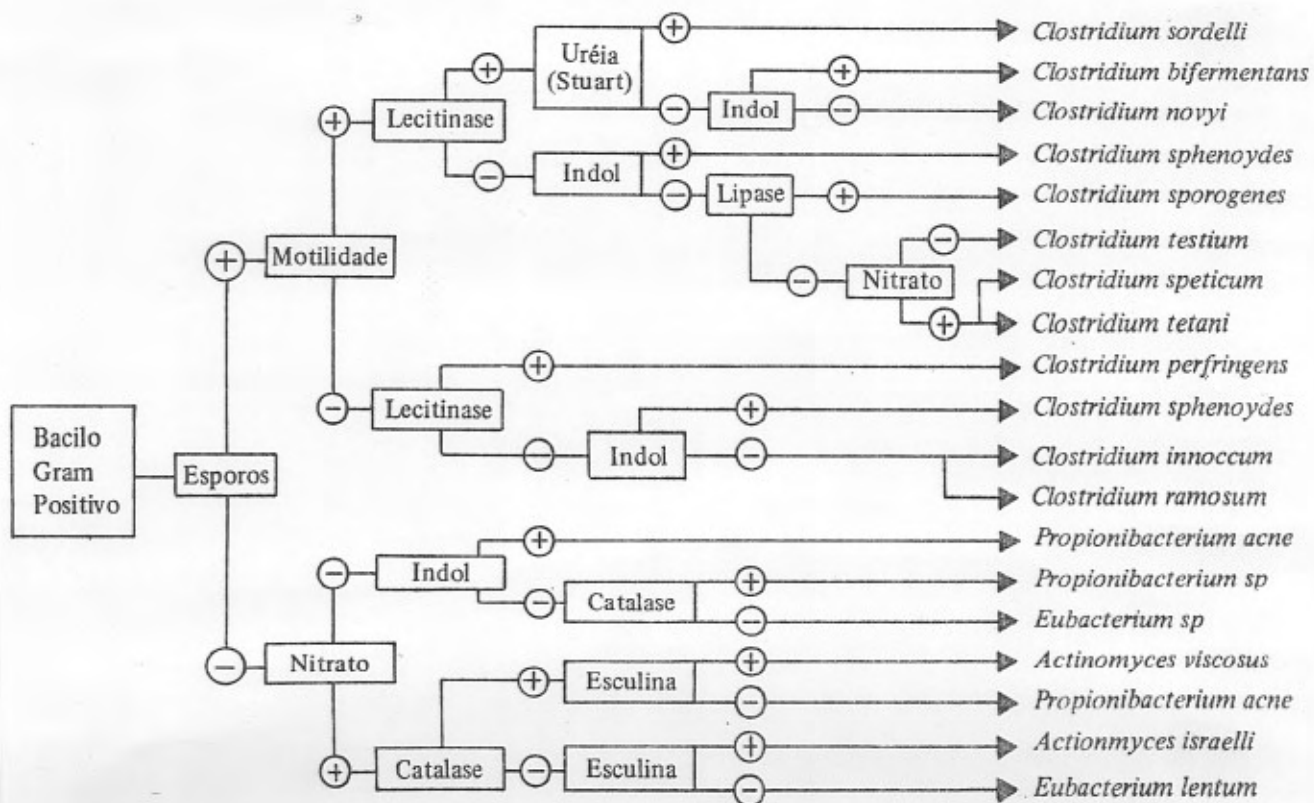 Bacilo
Gram
Positivo
Esporos
+
Motilidade
+
Lecitinase
+
Uréia
(Stuart)
+
Clostridium sordelli
−
Indol
+
Clostridium bifermentans
−
Clostridium novyi
−
Indol
+
Clostridium sphenoydes
−
Lipase
+
Clostridium sporogenes
−
Nitrato
−
Clostridium testium
+
Clostridium speticum
Clostridium tetani
−
Lecitinase
+
Clostridium perfringens
−
Indol
+
Clostridium sphenoydes
−
Clostridium innoccum
Clostridium ramosum
−
Nitrato
−
Indol
+
Propionibacterium acne
−
Catalase
+
Propionibacterium sp
−
Eubacterium sp
+
Catalase
+
Esculina
+
Actinomyces viscosus
−
Propionibacterium acne
−
Esculina
+
Actionmyces israelli
−
Eubacterium lentum